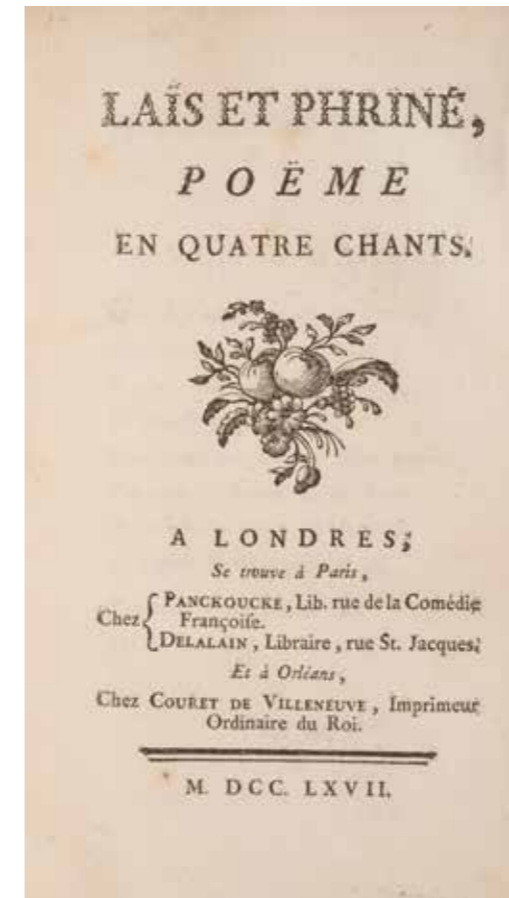 LAÏS ET PHRINÉ,
POËME
EN QUATRE CHANTS.
A LONDRES;
Se trouve à Paris,
Chez { PANCKOUCKE, Lib. rue de la Comédie
Françoiſe.
DELALAIN, Libraire, rue St. Jacques;
Et à Orléans,
Chez COURET DE VILLENEUVE, Imprimeur
Ordinaire du Roi.
M. DCC. LXVII.